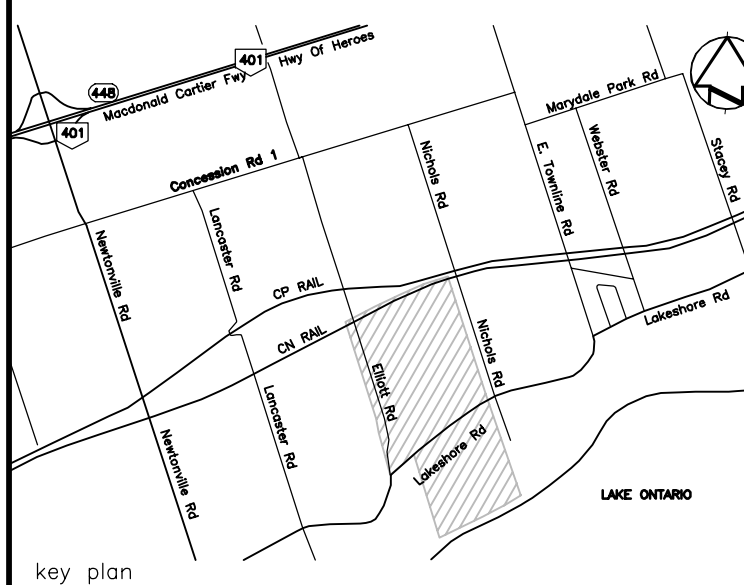 401
Hwy Of Heroes
448
Macdonald Cartier Fwy
401
Marydale Park Rd
Concession Rd 1
Nichols Rd
E. Townline Rd
Webster Rd
Stacey Rd
Lancaster Rd
Newtonville Rd
CP RAIL
CN RAIL
Lakeshore Rd
Nichols Rd
Elliott Rd
Lancaster Rd
Newtonville Rd
Lakeshore Rd
LAKE ONTARIO
key plan